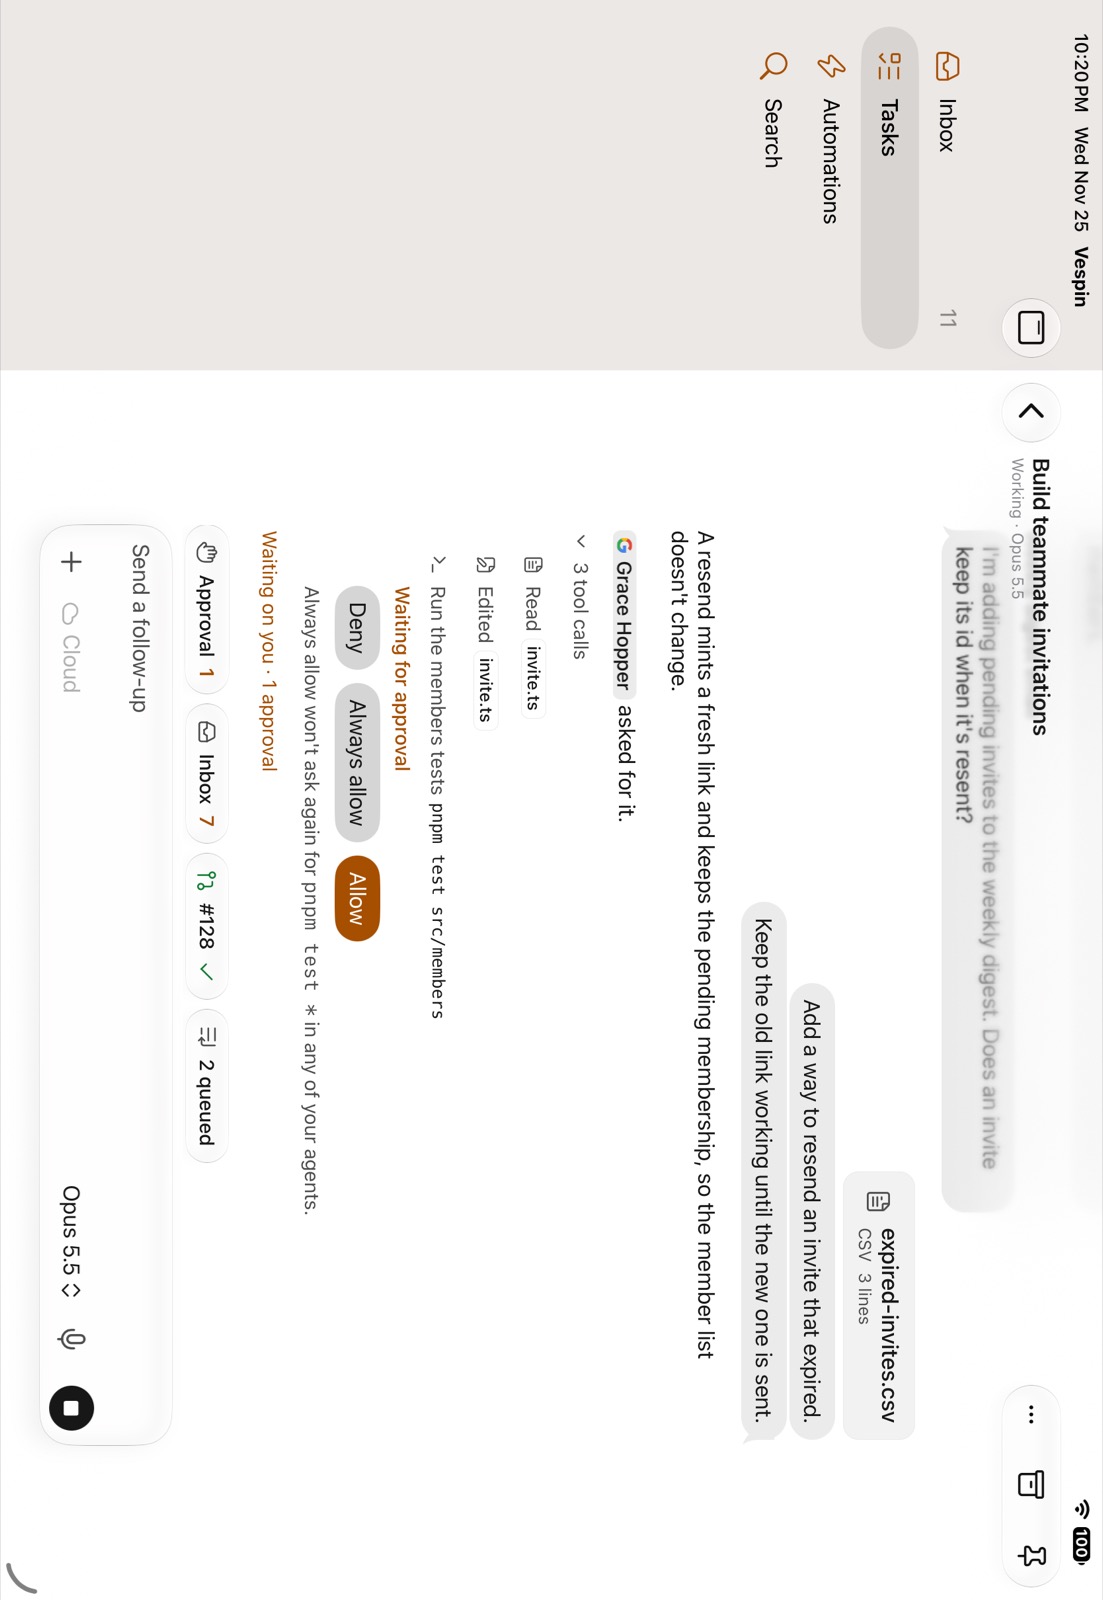 10:20 PM Wed Nov 25 Vespin
100
Build teammate invitations
Working · Opus 5.5
Inbox 11
Tasks
Automations
Search
I'm adding pending invites to the weekly digest. Does an invite
keep its id when it's resent?
expired-invites.csv
CSV 3 lines
Add a way to resend an invite that expired.
Keep the old link working until the new one is sent.
A resend mints a fresh link and keeps the pending membership, so the member list
doesn't change.
Grace Hopper asked for it.
3 tool calls
Read invite.ts
Edited invite.ts
Run the members tests pnpm test src/members
Waiting for approval
Deny Always allow Allow
Always allow won't ask again for pnpm test * in any of your agents.
Waiting on you · 1 approval
Approval 1 Inbox 7 #128 2 queued
Send a follow-up
Cloud Opus 5.5